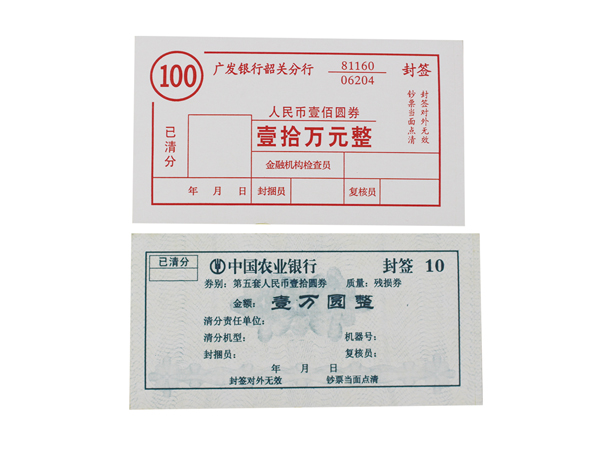 100 广发银行韶关分行 81160 封签
06204
封签对外无效
钞票当面点清
人民币壹佰圆券
已清分 壹拾万元整
金融机构检查员
年 月 日 封捆员 复核员
已清分 中国农业银行 封签 10
券别：第五套人民币壹拾圆券 质量：残损券
金额：壹万圆整
清分责任单位：
清分机型： 机器号：
封捆员： 复核员：
年 月 日
封签对外无效 钞票当面点清